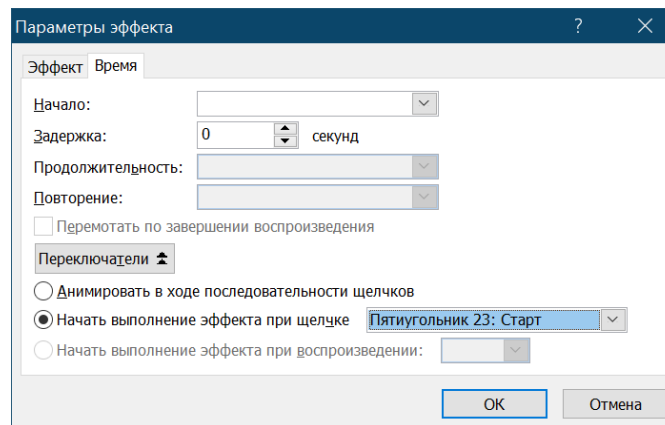 Параметры эффекта ?
Эффект Время
Начало:
Задержка: 0 секунд
Продолжительность:
Повторение:
Перемотать по завершении воспроизведения
Переключатели
Анимировать в ходе последовательности щелчков
Начать выполнение эффекта при щелчке Пятиугольник 23: Старт
Начать выполнение эффекта при воспроизведении:
ОК Отмена